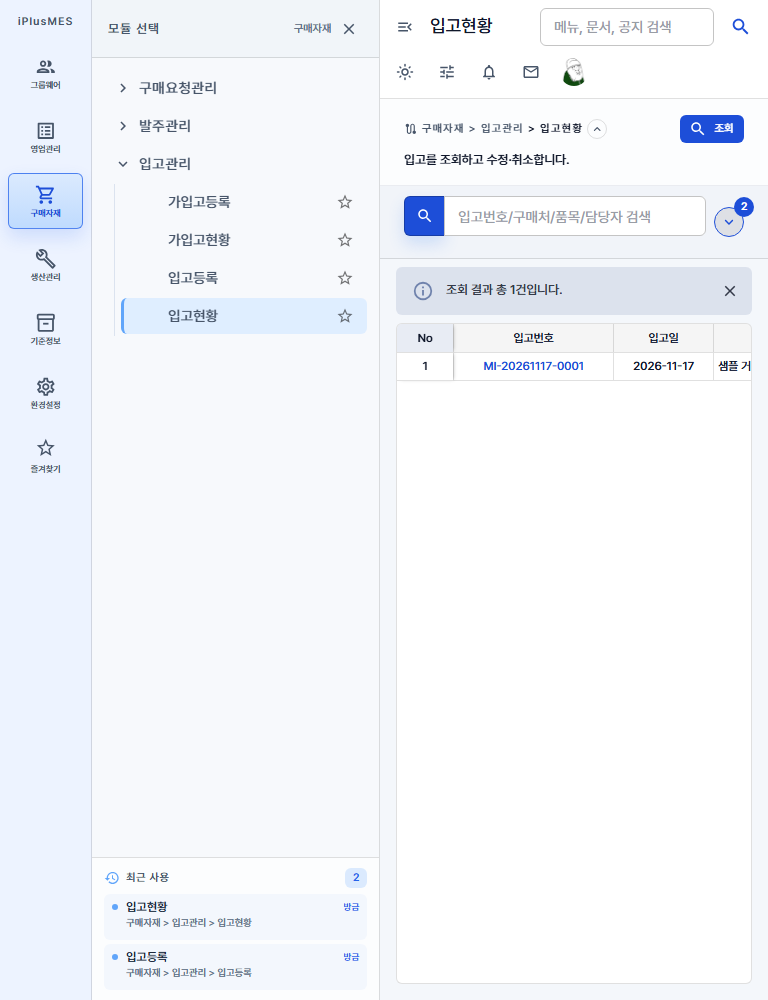 iPlusMES
그룹웨어
영업관리
구매자재
생산관리
기준정보
환경설정
즐겨찾기
모듈 선택
구매자재
구매요청관리
발주관리
입고관리
가입고등록
가입고현황
입고등록
입고현황
최근 사용
2
입고현황
방금
구매자재 > 입고관리 > 입고현황
입고등록
방금
구매자재 > 입고관리 > 입고등록
입고현황
메뉴, 문서, 공지 검색
구매자재 > 입고관리 > 입고현황
조회
입고를 조회하고 수정·취소합니다.
입고번호/구매처/품목/담당자 검색
2
조회 결과 총 1건입니다.
No 입고번호 입고일
1 MI-20261117-0001 2026-11-17 샘플 거